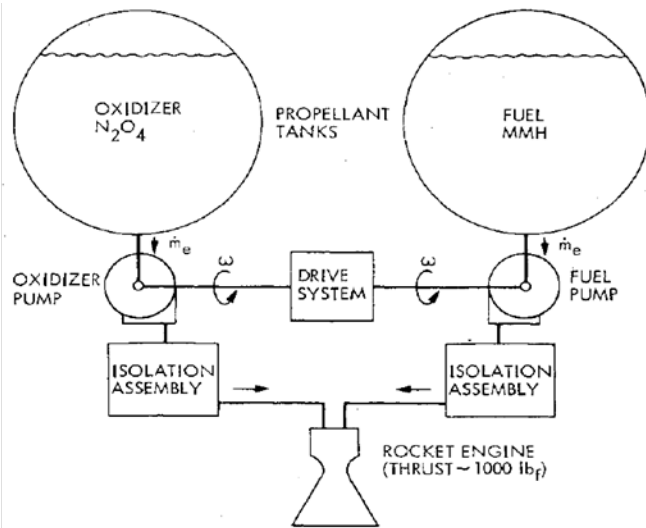 OXIDIZER
N₂O₄
PROPELLANT
TANKS
FUEL
MMH
ṁₑ
ṁₑ
OXIDIZER
PUMP
ω
DRIVE
SYSTEM
ω
FUEL
PUMP
ISOLATION
ASSEMBLY
ISOLATION
ASSEMBLY
ROCKET ENGINE
(THRUST~1000 lbf)